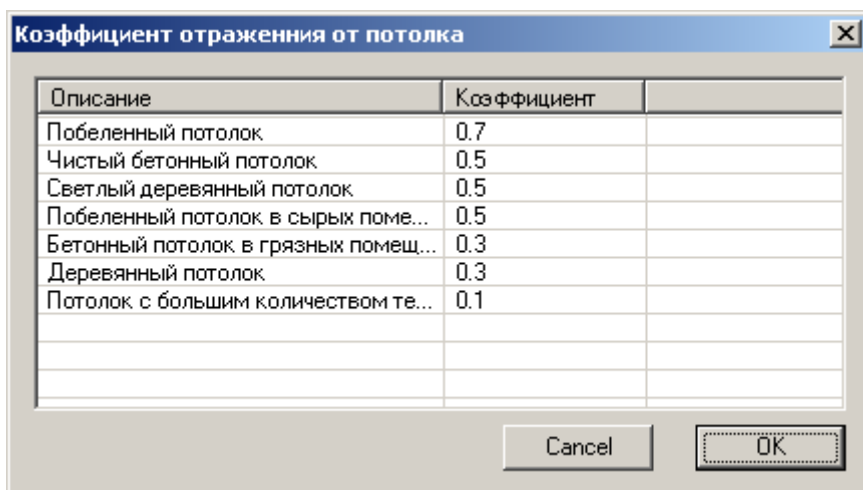 Коэффициент отраженния от потолка
Описание Коэффициент
Побеленный потолок 0.7
Чистый бетонный потолок 0.5
Светлый деревянный потолок 0.5
Побеленный потолок в сырых поме... 0.5
Бетонный потолок в грязных помещ... 0.3
Деревянный потолок 0.3
Потолок с большим количеством те... 0.1
Cancel OK